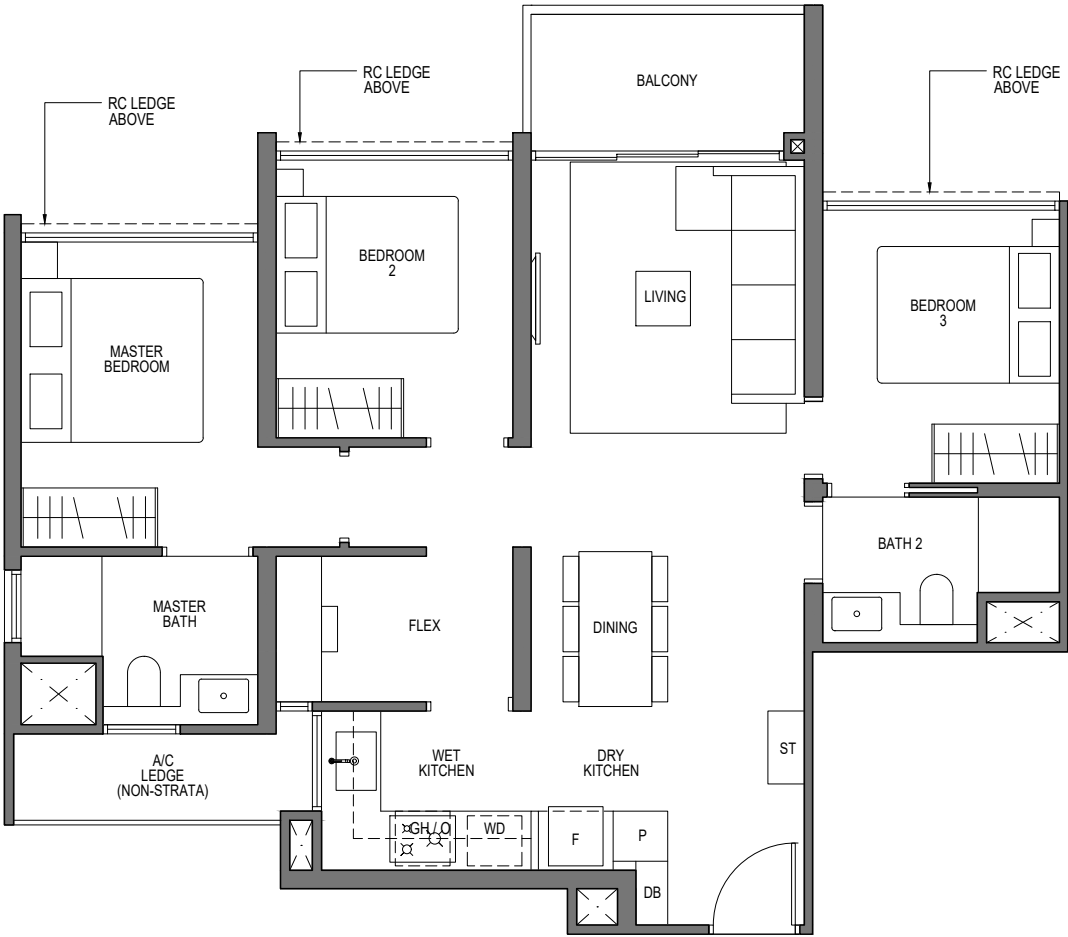 RC LEDGE
ABOVE
RC LEDGE
ABOVE
BALCONY
RC LEDGE
ABOVE
BEDROOM
2
LIVING
BEDROOM
3
MASTER
BEDROOM
BATH 2
MASTER
BATH
FLEX
DINING
A/C
LEDGE
(NON-STRATA)
WET
KITCHEN
DRY
KITCHEN
ST
GH / O
WD
F
P
DB